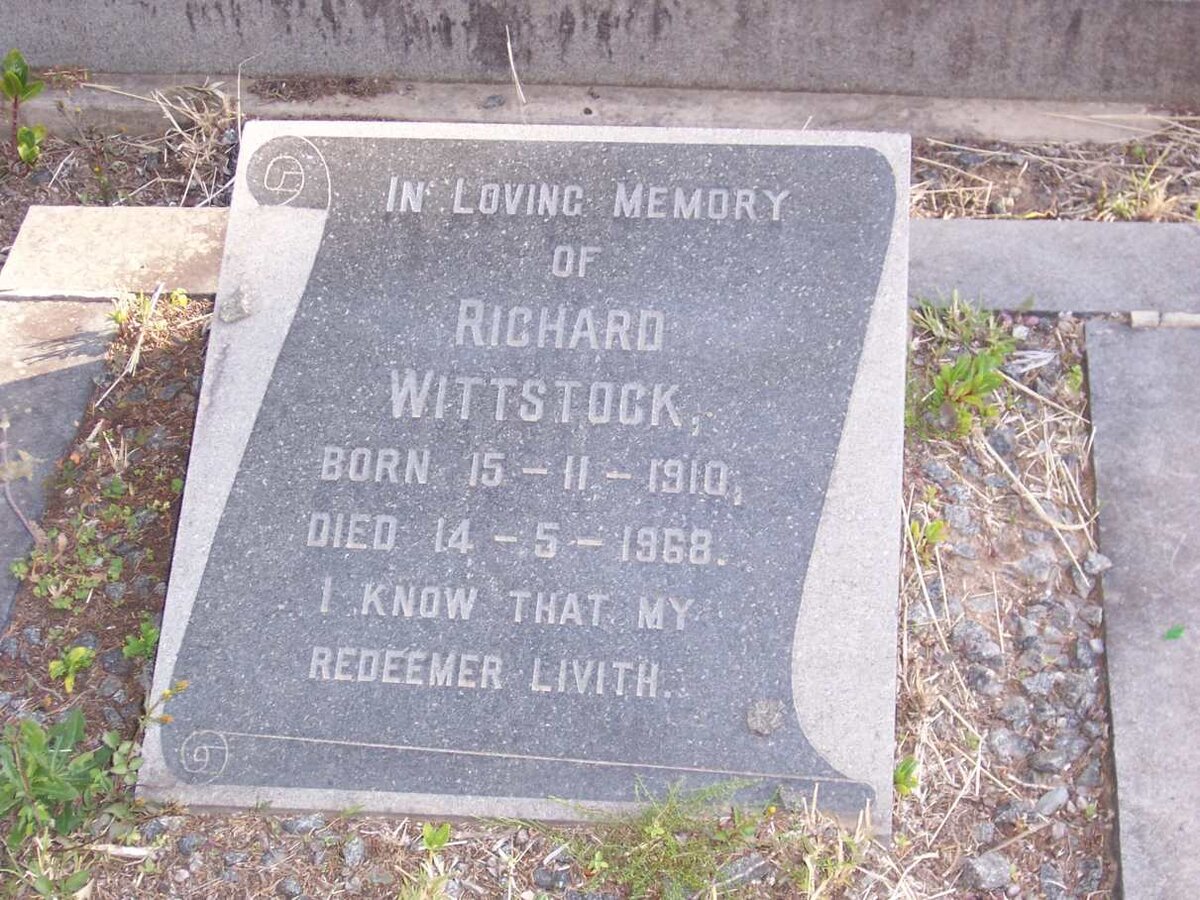 In Loving Memory
of
Richard
Wittstock,
born 15 – 11 – 1910,
died 14 – 5 – 1968.
I know that my
redeemer livith.